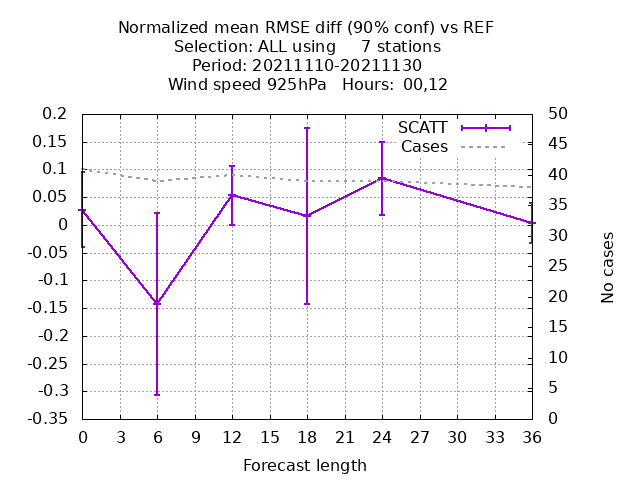 Normalized mean RMSE diff (90% conf) vs REF
Selection: ALL using     7 stations
Period: 20211110-20211130
Wind speed 925hPa   Hours:  00,12
SCATT
Cases
0.2
0.15
0.1
0.05
0
-0.05
-0.1
-0.15
-0.2
-0.25
-0.3
-0.35
50
45
40
35
30
25
20
15
10
5
0
No cases
0 3 6 9 12 15 18 21 24 27 30 33 36
Forecast length